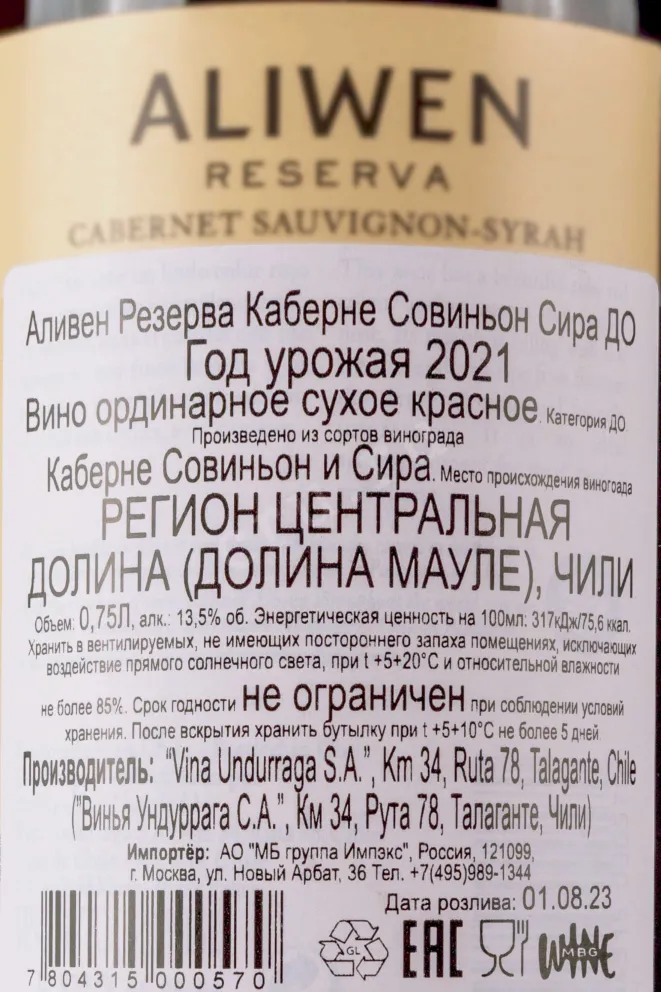 ALIWEN
RESERVA
CABERNET SAUVIGNON-SYRAH
Аливен Резерва Каберне Совиньон Сира ДО
Год урожая 2021
Вино ординарное сухое красное. Категория ДО
Произведено из сортов винограда
Каберне Совиньон и Сира. Место происхождения винограда
РЕГИОН ЦЕНТРАЛЬНАЯ
ДОЛИНА (ДОЛИНА МАУЛЕ), ЧИЛИ
Объем: 0,75Л, алк.: 13,5% об. Энергетическая ценность на 100мл: 317кДж/75,6 ккал.
Хранить в вентилируемых, не имеющих постороннего запаха помещениях, исключающих
воздействие прямого солнечного света, при t +5+20°С и относительной влажности
не более 85%. Срок годности не ограничен при соблюдении условий
хранения. После вскрытия хранить бутылку при t +5+10°С не более 5 дней
Производитель: "Vina Undurraga S.A.", Km 34, Ruta 78, Talagante, Chile
("Винья Ундуррага С.А.", Км 34, Рута 78, Талаганте, Чили)
Импортёр: АО "МБ группа Импэкс", Россия, 121099,
г. Москва, ул. Новый Арбат, 36 Тел. +7(495)989-1344
Дата розлива: 01.08.23
GL EAC WINE MBG
7 804315 000570